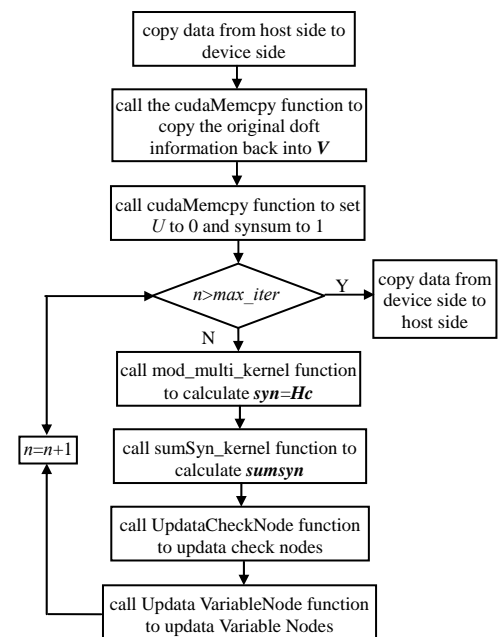 copy data from host side to
device side
call the cudaMemcpy function to
copy the original doft
information back into V
call cudaMemcpy function to set
U to 0 and synsum to 1
n>max_iter
Y
copy data from
device side to
host side
N
call mod_multi_kernel function
to calculate syn=Hc
n=n+1
call sumSyn_kernel function to
calculate sumsyn
call UpdataCheckNode function
to updata check nodes
call Updata VariableNode function
to updata Variable Nodes